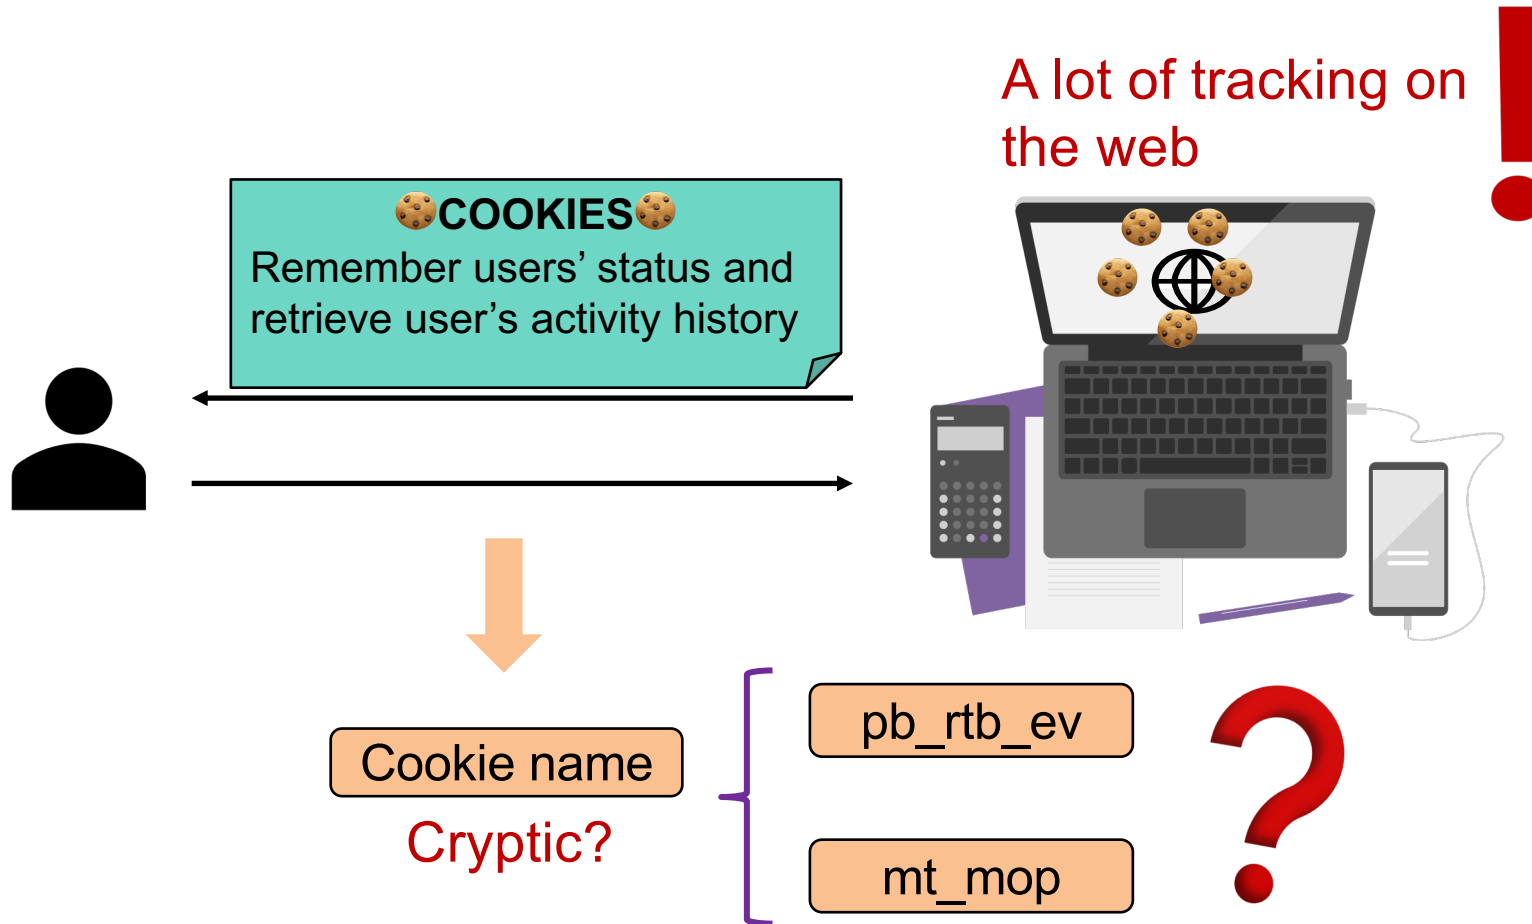 A lot of tracking on
the web
COOKIES
Remember users’ status and
retrieve user’s activity history
Cookie name
Cryptic?
pb_rtb_ev
mt_mop